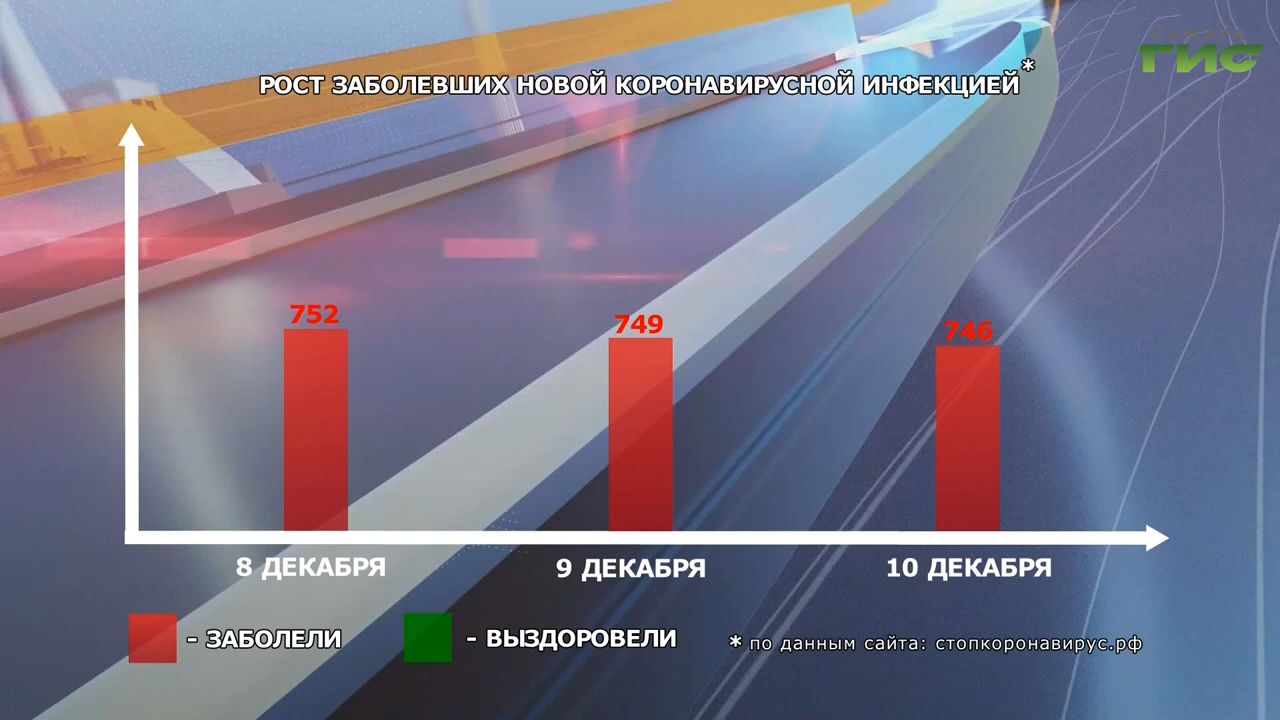 САМАРА
ГИС
РОСТ ЗАБОЛЕВШИХ НОВОЙ КОРОНАВИРУСНОЙ ИНФЕКЦИЕЙ*
752
749
746
8 ДЕКАБРЯ
9 ДЕКАБРЯ
10 ДЕКАБРЯ
- ЗАБОЛЕЛИ
- ВЫЗДОРОВЕЛИ
* по данным сайта: стопкоронавирус.рф